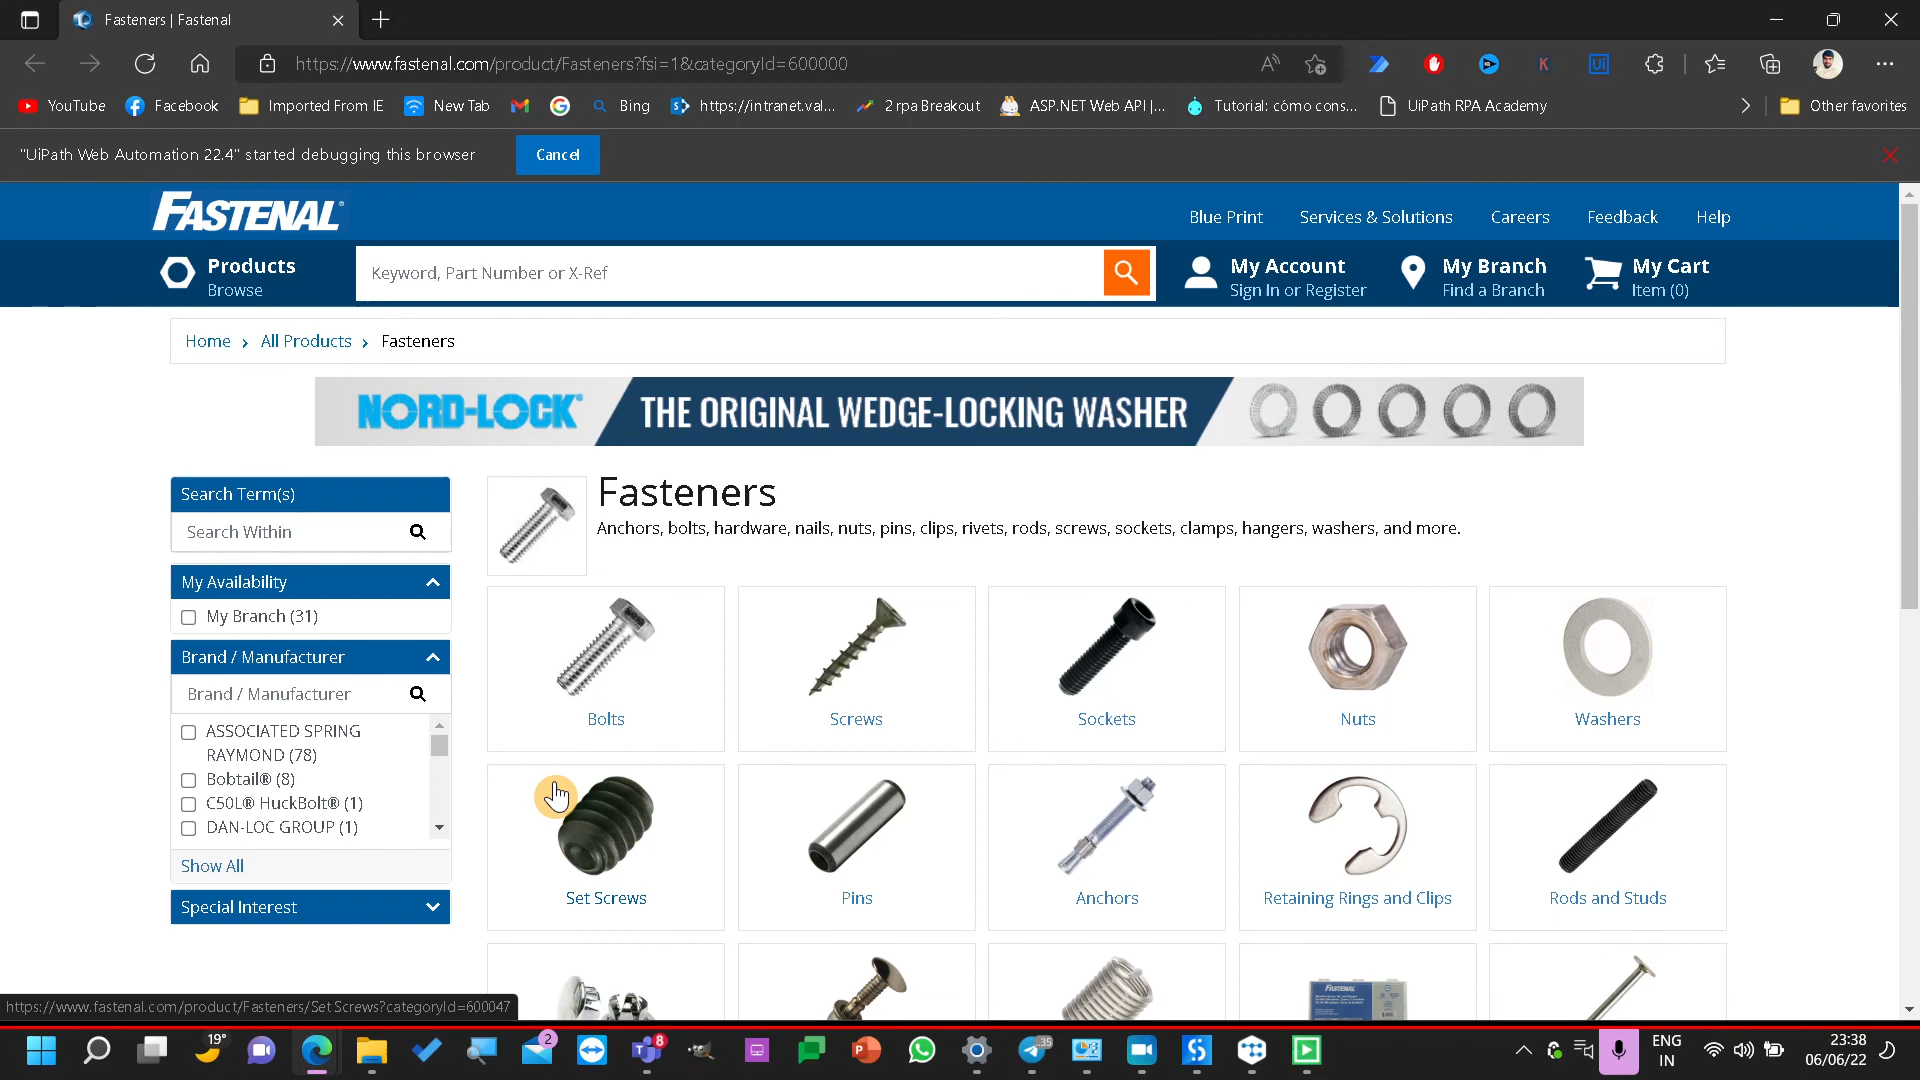 Fasteners | Fastenal
https://www.fastenal.com/product/Fasteners?fsi=1&categoryId=600000
YouTube
Facebook
Imported From IE
New Tab
Bing
https://intranet.val...
2 rpa Breakout
ASP.NET Web API |...
Tutorial: cómo cons...
UiPath RPA Academy
Other favorites
"UiPath Web Automation 22.4" started debugging this browser
Cancel
FASTENAL®
Blue Print
Services & Solutions
Careers
Feedback
Help
Products
Browse
Keyword, Part Number or X-Ref
My Account
Sign In or Register
My Branch
Find a Branch
My Cart
Item (0)
Home › All Products › Fasteners
NORD-LOCK® THE ORIGINAL WEDGE-LOCKING WASHER
Search Term(s)
Search Within
My Availability
My Branch (31)
Brand / Manufacturer
Brand / Manufacturer
ASSOCIATED SPRING
RAYMOND (78)
Bobtail® (8)
C50L® HuckBolt® (1)
DAN-LOC GROUP (1)
Show All
Special Interest
Fasteners
Anchors, bolts, hardware, nails, nuts, pins, clips, rivets, rods, screws, sockets, clamps, hangers, washers, and more.
Bolts
Screws
Sockets
Nuts
Washers
Set Screws
Pins
Anchors
Retaining Rings and Clips
Rods and Studs
FASTENAL
https://www.fastenal.com/product/Fasteners/Set Screws?categoryId=600047
19°
2
8
35
ENG
IN
23:38
06/06/22